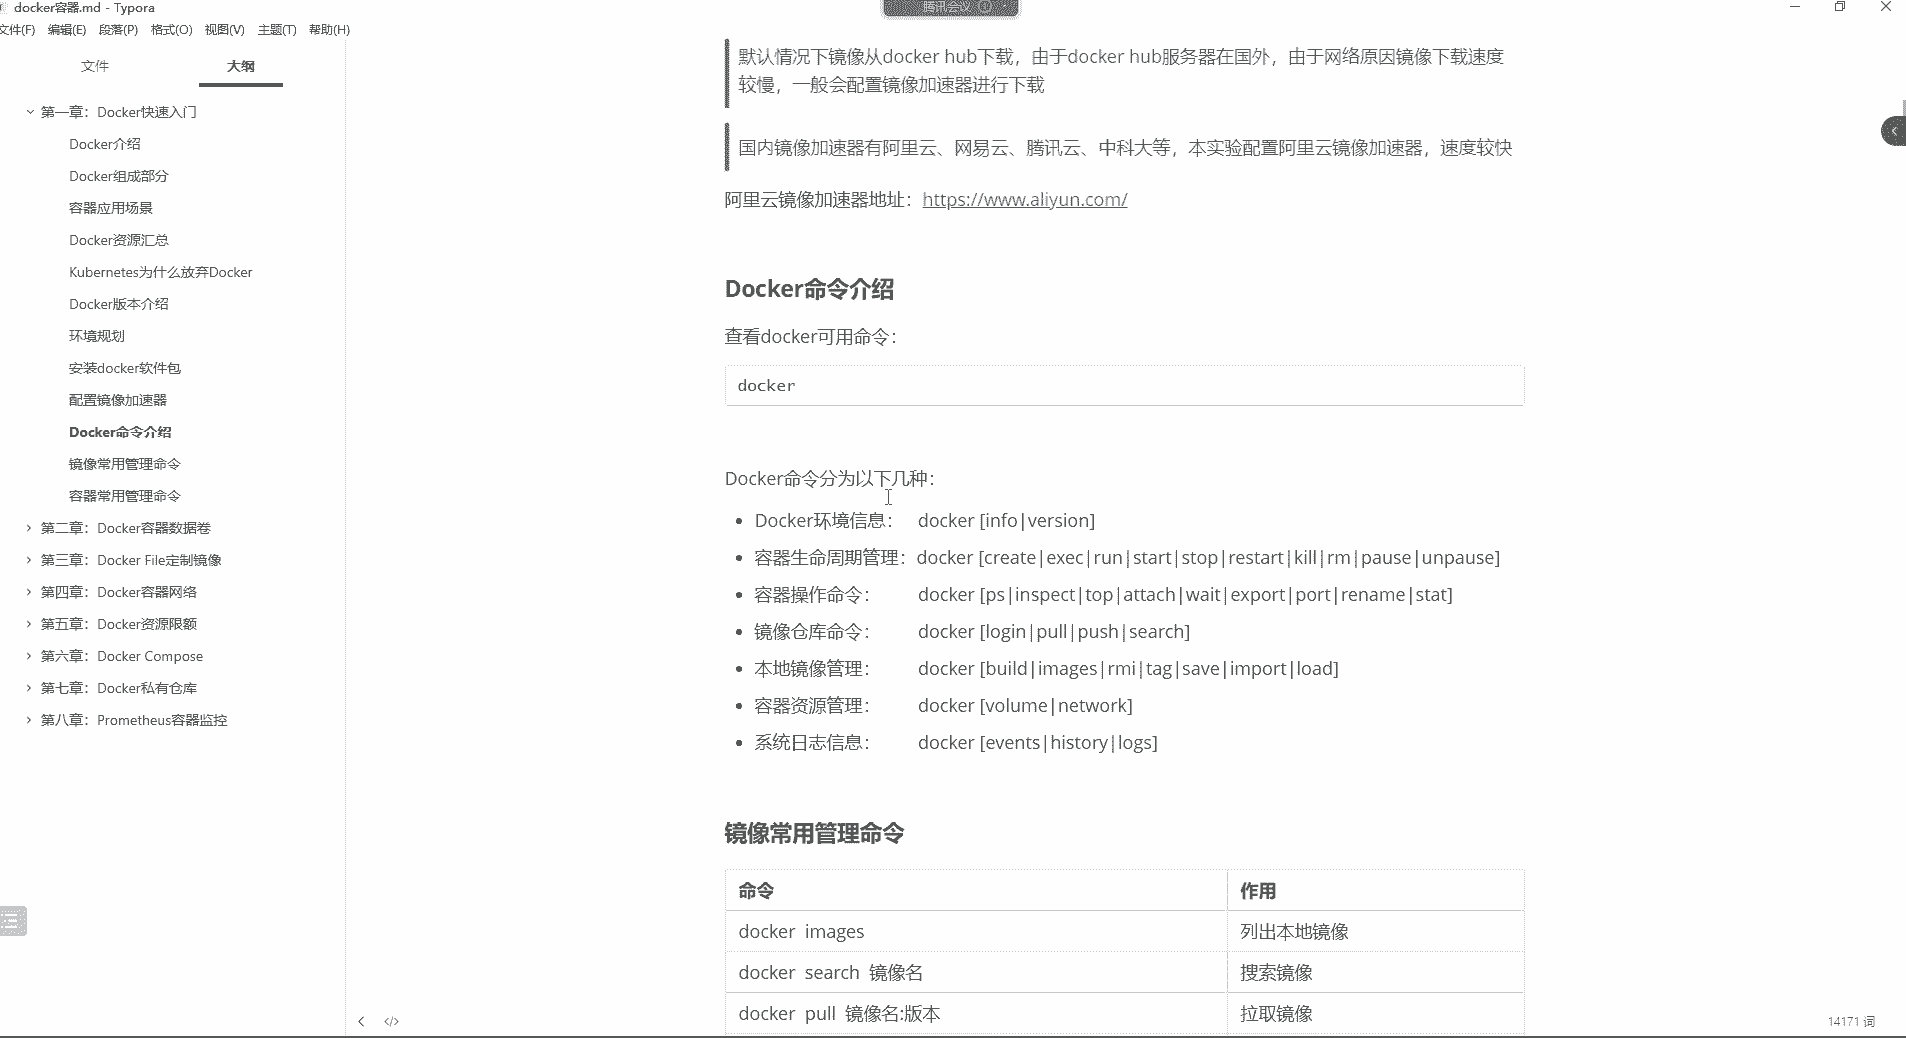 docker容器.md - Typora
腾讯会议
文件(F) 编辑(E) 段落(P) 格式(O) 视图(V) 主题(T) 帮助(H)
文件 大纲
第一章：Docker快速入门
Docker介绍
Docker组成部分
容器应用场景
Docker资源汇总
Kubernetes为什么放弃Docker
Docker版本介绍
环境规划
安装docker软件包
配置镜像加速器
Docker命令介绍
镜像常用管理命令
容器常用管理命令
第二章：Docker容器数据卷
第三章：Docker File定制镜像
第四章：Docker容器网络
第五章：Docker资源限额
第六章：Docker Compose
第七章：Docker私有仓库
第八章：Prometheus容器监控
默认情况下镜像从docker hub下载，由于docker hub服务器在国外，由于网络原因镜像下载速度
较慢，一般会配置镜像加速器进行下载
国内镜像加速器有阿里云、网易云、腾讯云、中科大等，本实验配置阿里云镜像加速器，速度较快
阿里云镜像加速器地址：https://www.aliyun.com/
Docker命令介绍
查看docker可用命令：
docker
Docker命令分为以下几种：
Docker环境信息： docker [info|version]
容器生命周期管理：docker [create|exec|run|start|stop|restart|kill|rm|pause|unpause]
容器操作命令： docker [ps|inspect|top|attach|wait|export|port|rename|stat]
镜像仓库命令： docker [login|pull|push|search]
本地镜像管理： docker [build|images|rmi|tag|save|import|load]
容器资源管理： docker [volume|network]
系统日志信息： docker [events|history|logs]
镜像常用管理命令
命令 作用
docker images 列出本地镜像
docker search 镜像名 搜索镜像
docker pull 镜像名:版本 拉取镜像
14171 词